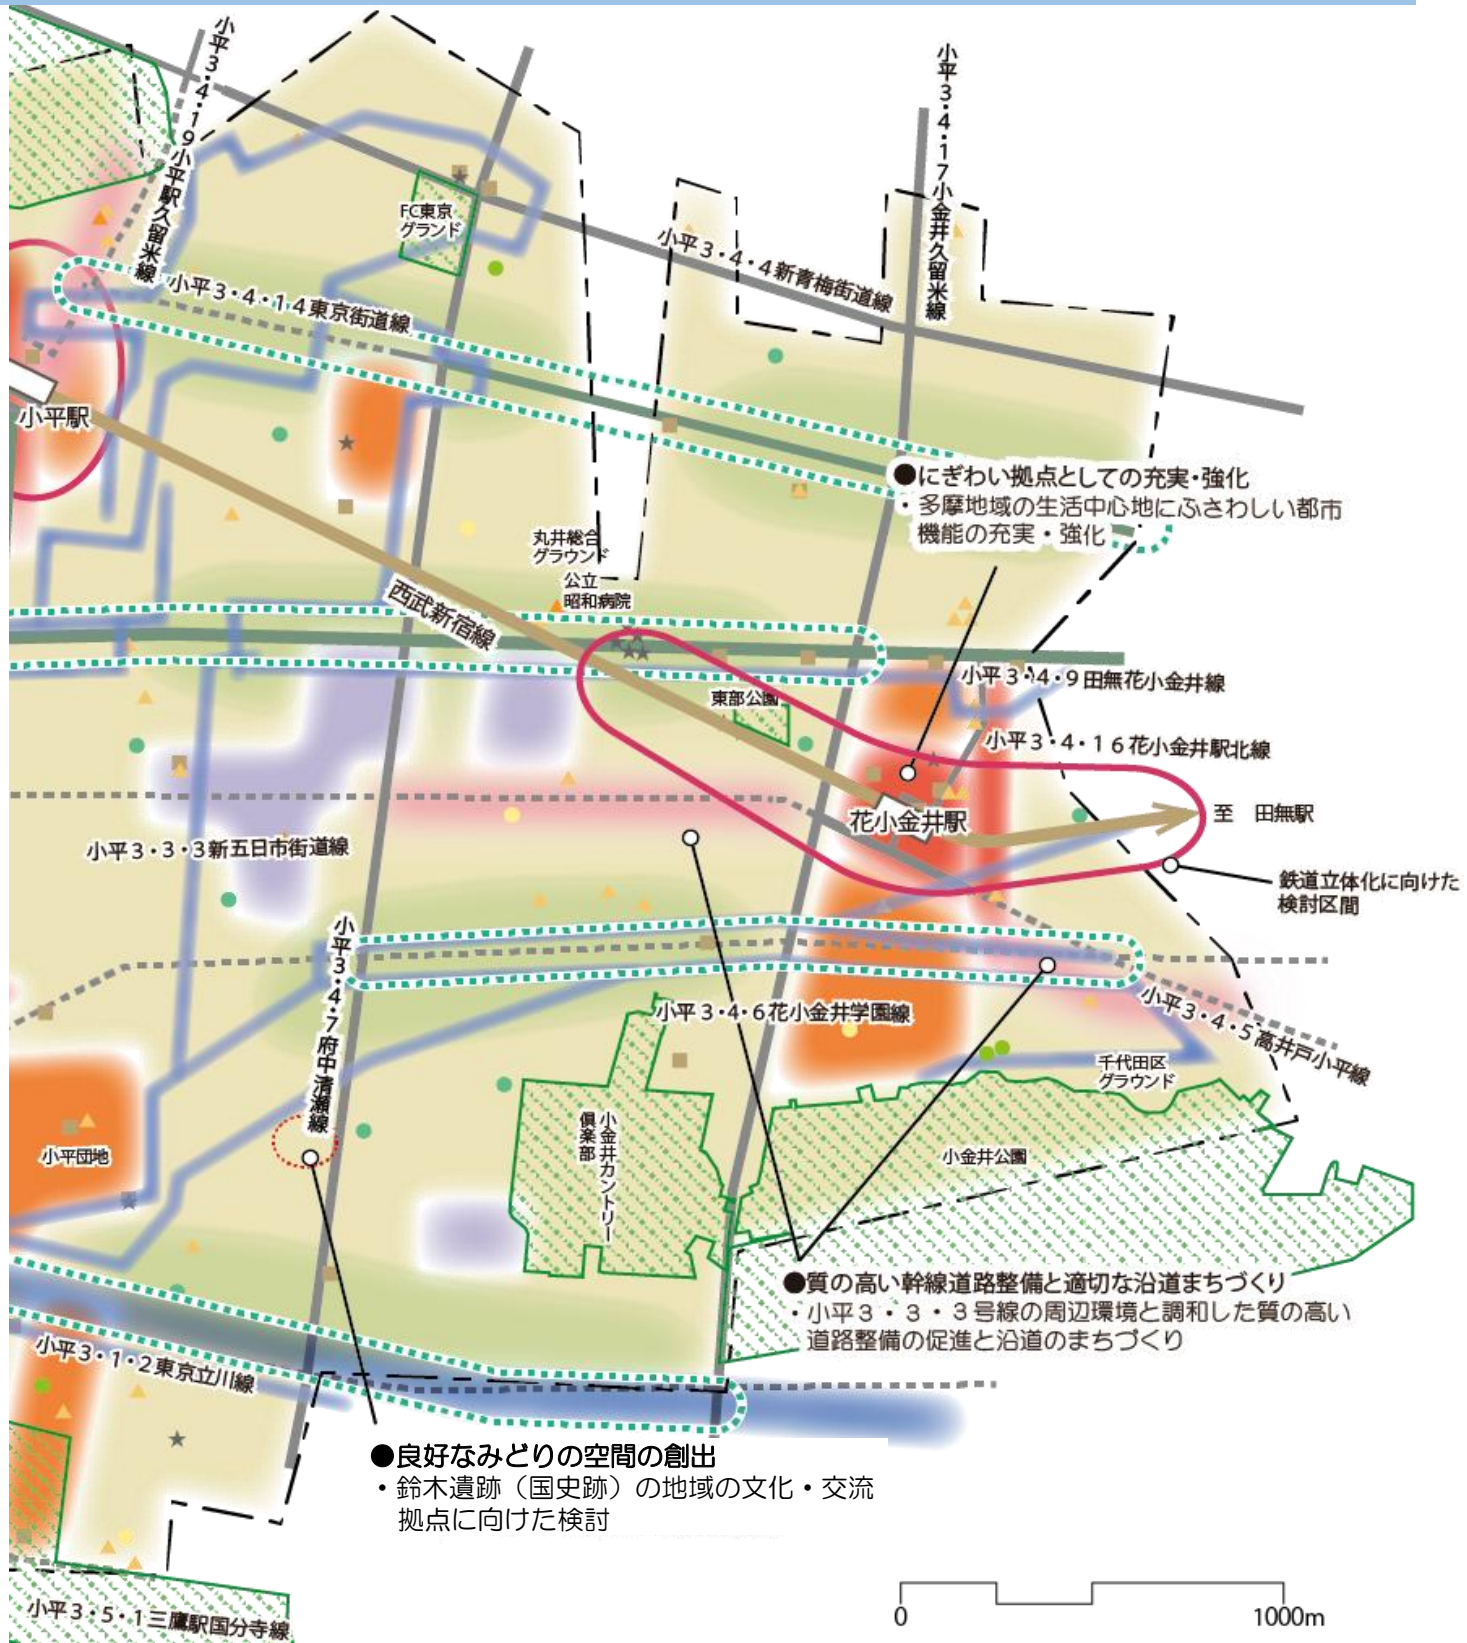 小平3・4・19小平駅久留米線
小平3・4・17小金井久留米線
FC東京
グランド
小平3・4・4新青梅街道線
小平3・4・14東京街道線
小平駅
●にぎわい拠点としての充実・強化
・多摩地域の生活中心地にふさわしい都市
機能の充実・強化
丸井総合
グラウンド
公立
昭和病院
西武新宿線
小平3・4・9田無花小金井線
東部公園
小平3・4・16花小金井駅北線
至　田無駅
花小金井駅
小平3・3・3新五日市街道線
鉄道立体化に向けた
検討区間
小平3・4・7府中清瀬線
小平3・4・6花小金井学園線
小平3・4・5高井戸小平線
千代田区
グラウンド
小平団地
小金井カントリー
倶楽部
小金井公園
●質の高い幹線道路整備と適切な沿道まちづくり
・小平3・3・3号線の周辺環境と調和した質の高い
道路整備の促進と沿道のまちづくり
小平3・1・2東京立川線
●良好なみどりの空間の創出
・鈴木遺跡（国史跡）の地域の文化・交流
拠点に向けた検討
小平3・5・1三鷹駅国分寺線
0
1000m